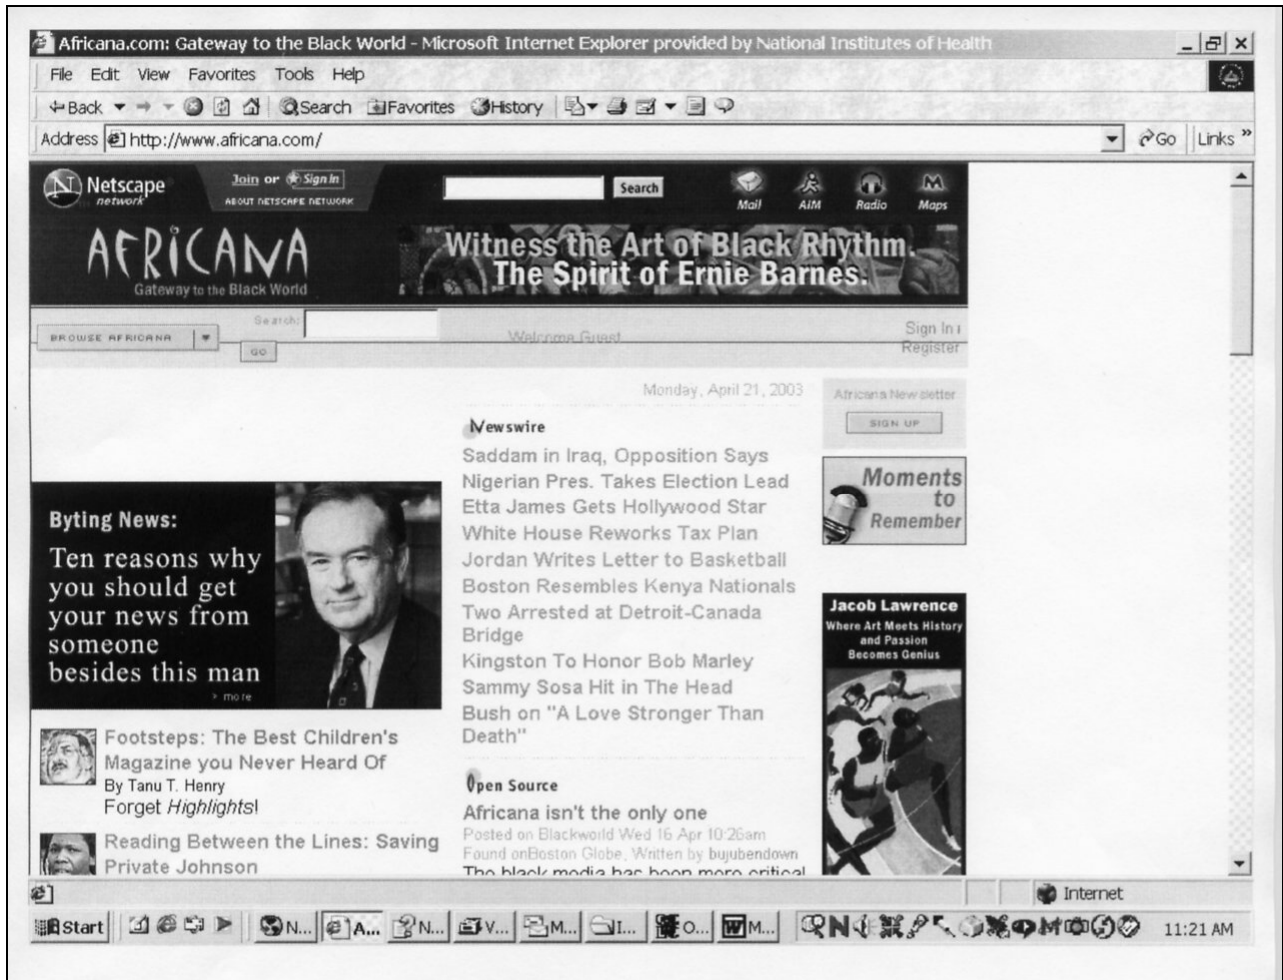 Africana.com: Gateway to the Black World - Microsoft Internet Explorer provided by National Institutes of Health
File Edit View Favorites Tools Help
Back Search Favorites History
Address http://www.africana.com/ Go Links »
Netscape network
Join or Sign In
ABOUT NETSCAPE NETWORK
Search
Mail AIM Radio Maps
AFRICANA
Gateway to the Black World
Witness the Art of Black Rhythm.
The Spirit of Ernie Barnes.
BROWSE AFRICANA
Search:
GO
Welcome Guest
Sign In
Register
Monday, April 21, 2003
Africana Newsletter
SIGN UP
Moments
to
Remember
Byting News:
Ten reasons why
you should get
your news from
someone
besides this man
> more
Footsteps: The Best Children's
Magazine you Never Heard Of
By Tanu T. Henry
Forget Highlights!
Reading Between the Lines: Saving
Private Johnson
Newswire
Saddam in Iraq, Opposition Says
Nigerian Pres. Takes Election Lead
Etta James Gets Hollywood Star
White House Reworks Tax Plan
Jordan Writes Letter to Basketball
Boston Resembles Kenya Nationals
Two Arrested at Detroit-Canada
Bridge
Kingston To Honor Bob Marley
Sammy Sosa Hit in The Head
Bush on "A Love Stronger Than
Death"
Open Source
Africana isn't the only one
Posted on Blackworld Wed 16 Apr 10:26am
Found onBoston Globe, Written by bujubendown
The black media has been more critical
Jacob Lawrence
Where Art Meets History
and Passion
Becomes Genius
Internet
Start N... A... N... V... M... I... O... M... 11:21 AM